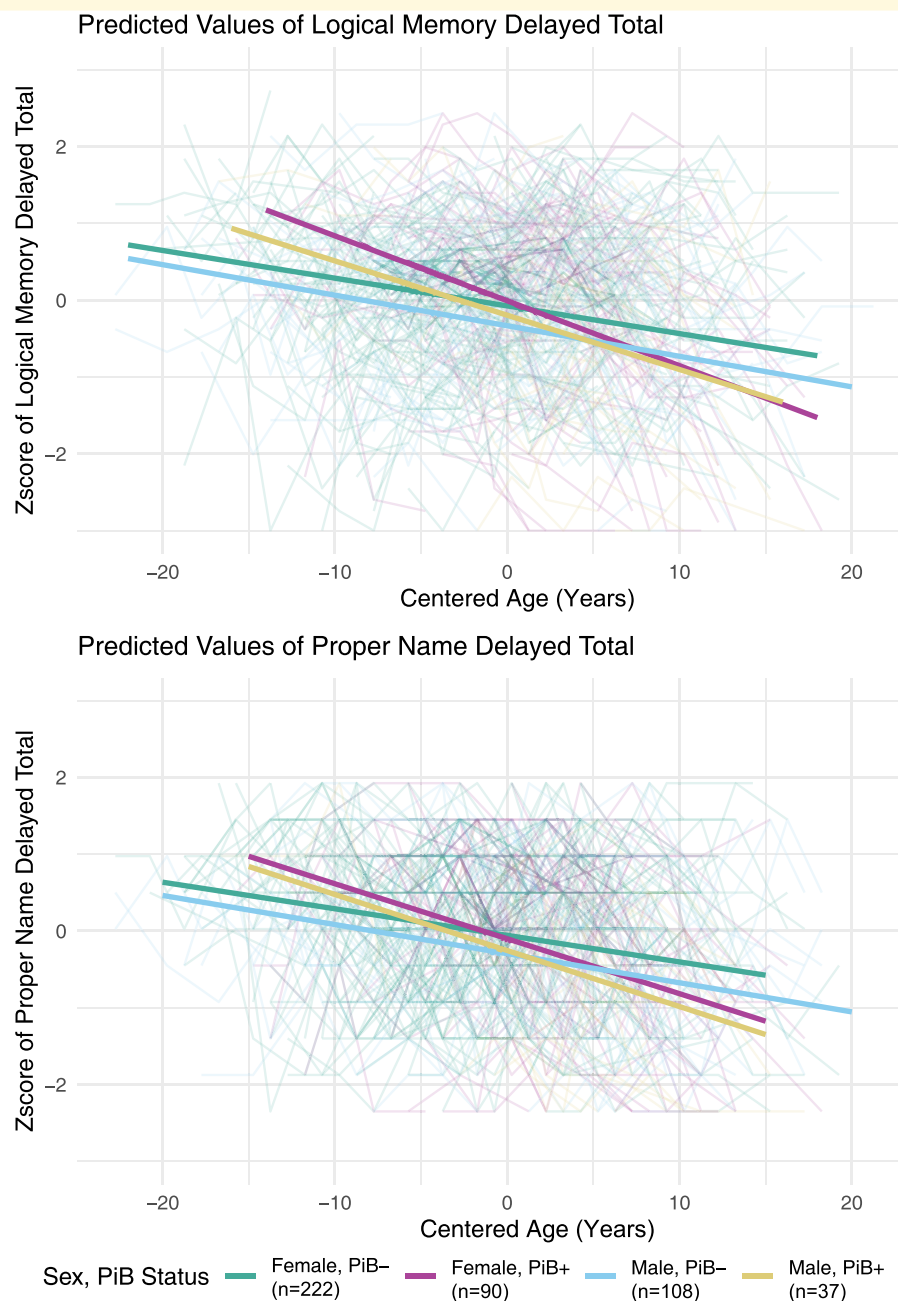 Predicted Values of Logical Memory Delayed Total
Zscore of Logical Memory Delayed Total
2
0
−2
−20 −10 0 10 20
Centered Age (Years)
Predicted Values of Proper Name Delayed Total
Zscore of Proper Name Delayed Total
2
0
−2
−20 −10 0 10 20
Centered Age (Years)
Sex, PiB Status
Female, PiB−
(n=222)
Female, PiB+
(n=90)
Male, PiB−
(n=108)
Male, PiB+
(n=37)